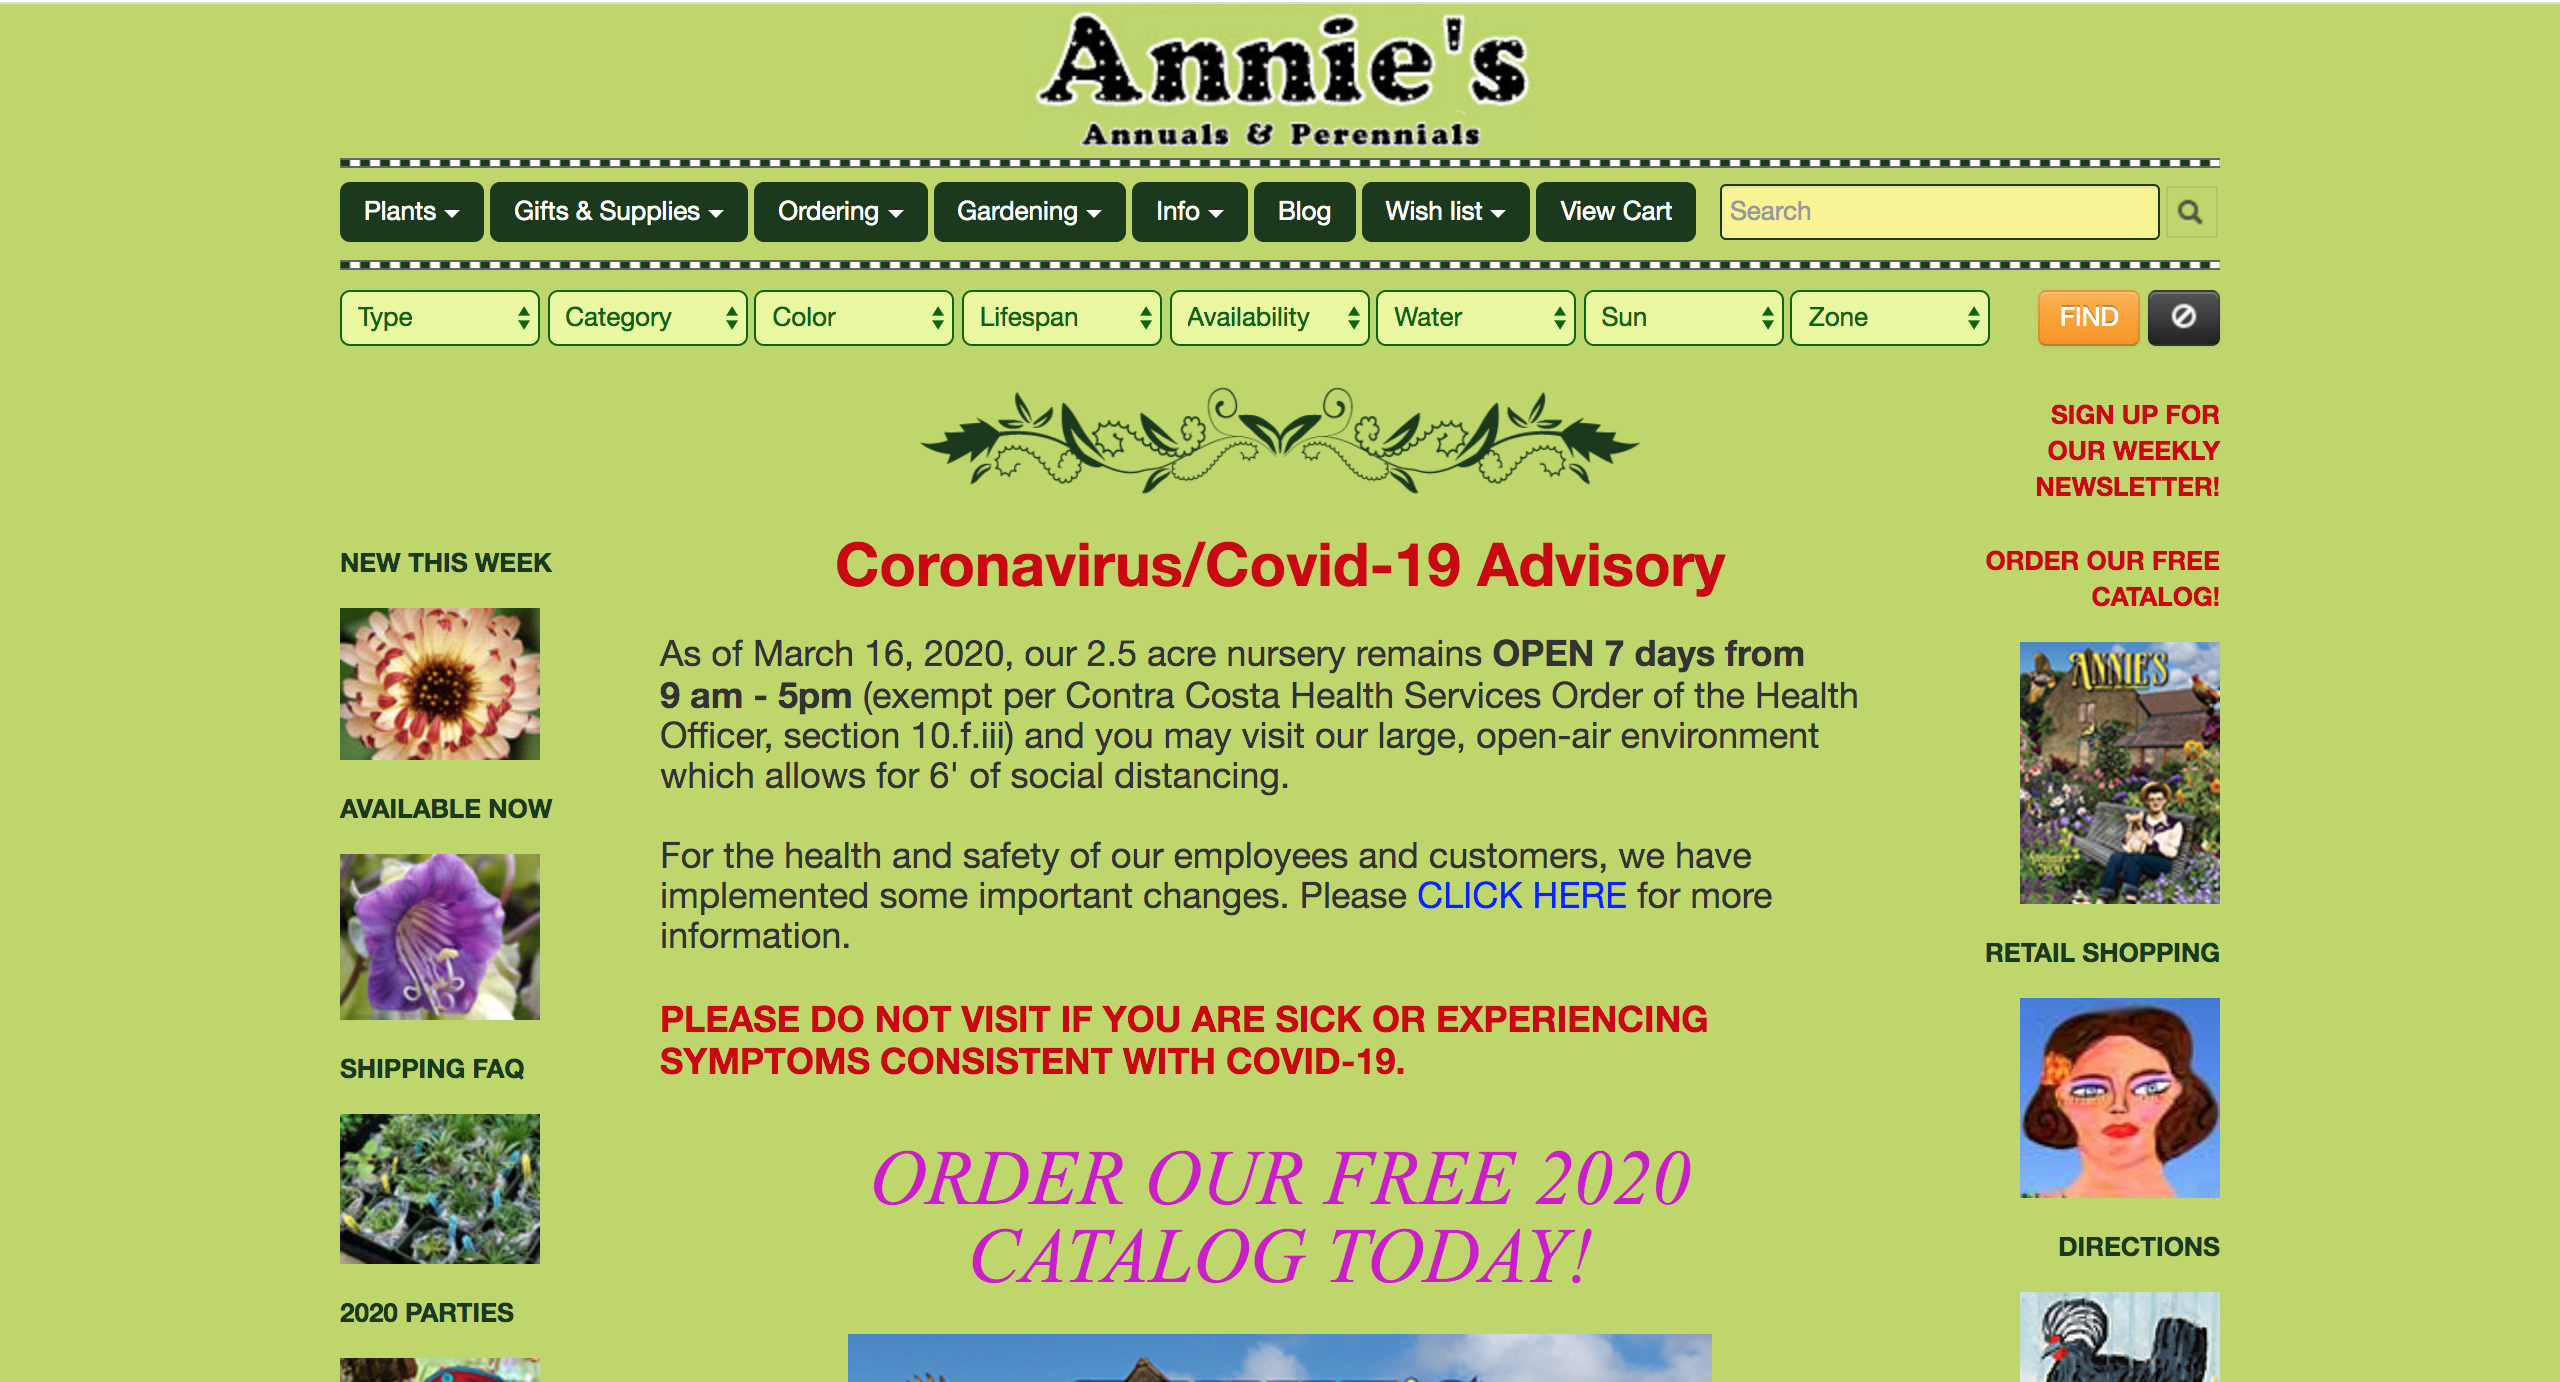 Annie's
Annuals & Perennials
Plants
Gifts & Supplies
Ordering
Gardening
Info
Blog
Wish list
View Cart
Search
Type
Category
Color
Lifespan
Availability
Water
Sun
Zone
FIND
NEW THIS WEEK
AVAILABLE NOW
SHIPPING FAQ
2020 PARTIES
Coronavirus/Covid-19 Advisory
As of March 16, 2020, our 2.5 acre nursery remains OPEN 7 days from
9 am - 5pm (exempt per Contra Costa Health Services Order of the Health
Officer, section 10.f.iii) and you may visit our large, open-air environment
which allows for 6' of social distancing.
For the health and safety of our employees and customers, we have
implemented some important changes. Please CLICK HERE for more
information.
PLEASE DO NOT VISIT IF YOU ARE SICK OR EXPERIENCING
SYMPTOMS CONSISTENT WITH COVID-19.
ORDER OUR FREE 2020
CATALOG TODAY!
SIGN UP FOR
OUR WEEKLY
NEWSLETTER!
ORDER OUR FREE
CATALOG!
ANNIE'S
RETAIL SHOPPING
DIRECTIONS